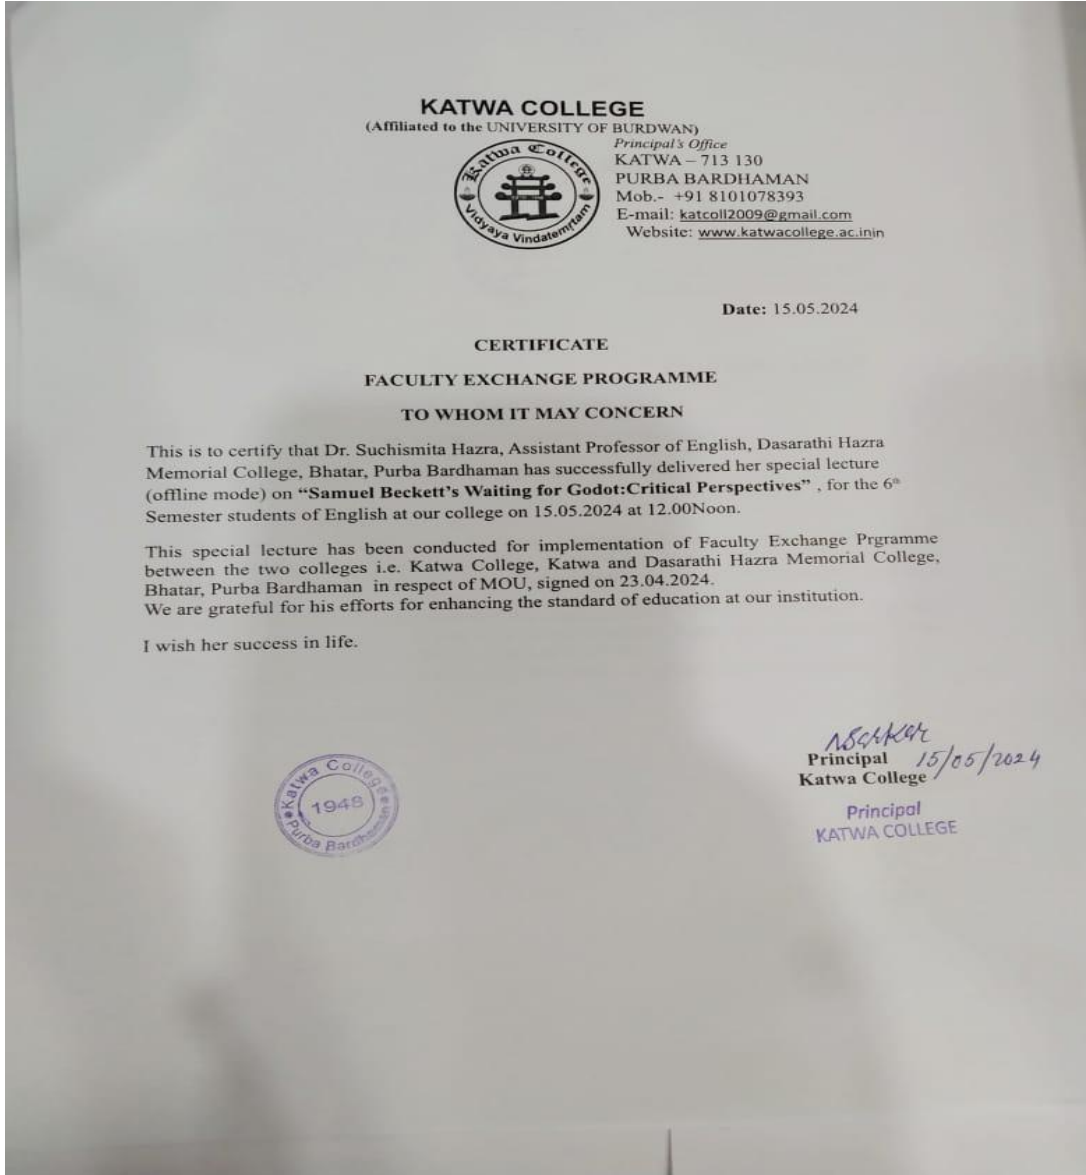 KATWA COLLEGE
(Affiliated to the UNIVERSITY OF BURDWAN)
Katwa College
Vidyaya Vindatemrtam
Principal's Office
KATWA – 713 130
PURBA BARDHAMAN
Mob.- +91 8101078393
E-mail: katcoll2009@gmail.com
Website: www.katwacollege.ac.inin
Date: 15.05.2024
CERTIFICATE
FACULTY EXCHANGE PROGRAMME
TO WHOM IT MAY CONCERN
This is to certify that Dr. Suchismita Hazra, Assistant Professor of English, Dasarathi Hazra
Memorial College, Bhatar, Purba Bardhaman has successfully delivered her special lecture
(offline mode) on “Samuel Beckett’s Waiting for Godot:Critical Perspectives” , for the 6th
Semester students of English at our college on 15.05.2024 at 12.00Noon.
This special lecture has been conducted for implementation of Faculty Exchange Prgramme
between the two colleges i.e. Katwa College, Katwa and Dasarathi Hazra Memorial College,
Bhatar, Purba Bardhaman in respect of MOU, signed on 23.04.2024.
We are grateful for his efforts for enhancing the standard of education at our institution.
I wish her success in life.
NSarkar
Principal 15/05/2024
Katwa College
Principal
KATWA COLLEGE
Katwa College
1948
Purba Bardhaman